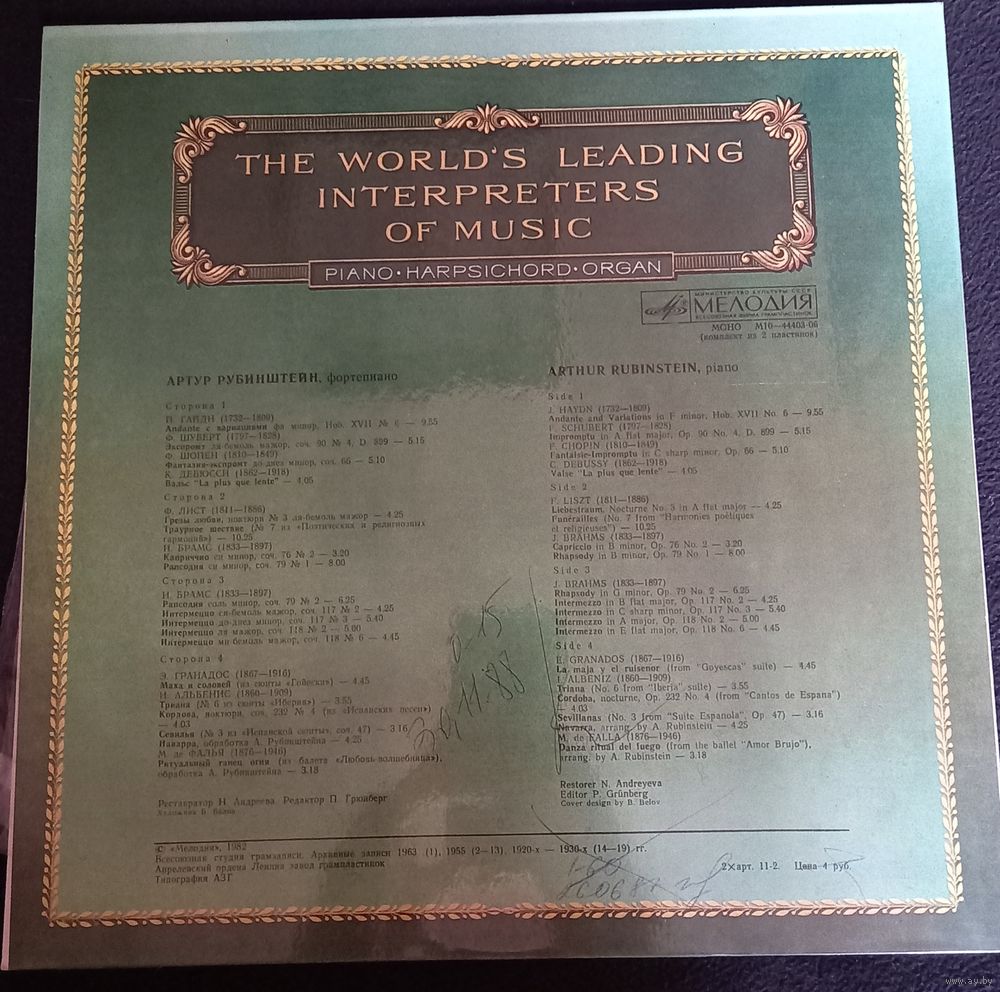 THE WORLD'S LEADING
INTERPRETERS
OF MUSIC
PIANO • HARPSICHORD • ORGAN
МИНИСТЕРСТВО КУЛЬТУРЫ СССР
МЕЛОДИЯ
ВСЕСОЮЗНАЯ ФИРМА ГРАМПЛАСТИНОК
МОНО М10—44403-06
(комплект из 2 пластинок)
АРТУР РУБИНШТЕЙН, фортепиано
Сторона 1
Й. ГАЙДН (1732—1809)
Andante с вариациями фа минор, Hob. XVII № 6 — 9.55
Ф. ШУБЕРТ (1797—1828)
Экспромт ля-бемоль мажор, соч. 90 № 4, D. 899 — 5.15
Ф. ШОПЕН (1810—1849)
Фантазия-экспромт до-диез минор, соч. 66 — 5.10
К. ДЕБЮССИ (1862—1918)
Вальс "La plus que lente" — 4.05
Сторона 2
Ф. ЛИСТ (1811—1886)
Грезы любви, ноктюрн № 3 ля-бемоль мажор — 4.25
Траурное шествие (№ 7 из «Поэтических и религиозных
гармоний») — 10.25
И. БРАМС (1833—1897)
Каприччио си минор, соч. 76 № 2 — 3.20
Рапсодия си минор, соч. 79 № 1 — 8.00
Сторона 3
И. БРАМС (1833—1897)
Рапсодия соль минор, соч. 79 № 2 — 6.25
Интермеццо си-бемоль мажор, соч. 117 № 2 — 4.25
Интермеццо до-диез минор, соч. 117 № 3 — 5.40
Интермеццо ля мажор, соч. 118 № 2 — 5.00
Интермеццо ми-бемоль мажор, соч. 118 № 6 — 4.45
Сторона 4
Э. ГРАНАДОС (1867—1916)
Маха и соловей (из сюиты «Гойески») — 4.45
И. АЛЬБЕНИС (1860—1909)
Триана (№ 6 из сюиты «Иберия») — 3.55
Кордова, ноктюрн, соч. 232 № 4 (из «Испанских песен»)
— 4.03
Севилья (№ 3 из «Испанской сюиты», соч. 47) — 3.16
Наварра, обработка А. Рубинштейна — 4.25
М. де ФАЛЬЯ (1876—1946)
Ритуальный танец огня (из балета «Любовь-волшебница»),
обработка А. Рубинштейна — 3.18
Реставратор Н. Андреева. Редактор П. Грюнберг
Художник Б. Белов
ARTHUR RUBINSTEIN, piano
Side 1
J. HAYDN (1732—1809)
Andante and Variations in F minor, Hob. XVII No. 6 — 9.55
F. SCHUBERT (1797—1828)
Impromptu in A flat major, Op. 90 No. 4, D. 899 — 5.15
F. CHOPIN (1810—1849)
Fantaisie-Impromptu in C sharp minor, Op. 66 — 5.10
C. DEBUSSY (1862—1918)
Valse "La plus que lente" — 4.05
Side 2
F. LISZT (1811—1886)
Liebestraum, Nocturne No. 3 in A flat major — 4.25
Funérailles (No. 7 from "Harmonies poétiques
et religieuses") — 10.25
J. BRAHMS (1833—1897)
Capriccio in B minor, Op. 76 No. 2 — 3.20
Rhapsody in B minor, Op. 79 No. 1 — 8.00
Side 3
J. BRAHMS (1833—1897)
Rhapsody in G minor, Op. 79 No. 2 — 6.25
Intermezzo in B flat major, Op. 117 No. 2 — 4.25
Intermezzo in C sharp minor, Op. 117 No. 3 — 5.40
Intermezzo in A major, Op. 118 No. 2 — 5.00
Intermezzo in E flat major, Op. 118 No. 6 — 4.45
Side 4
E. GRANADOS (1867—1916)
La maja y el ruisenor (from "Goyescas" suite) — 4.45
I. ALBENIZ (1860—1909)
Triana (No. 6 from "Iberia" suite) — 3.55
Cordoba, nocturne, Op. 232 No. 4 (from "Cantos de Espana")
— 4.03
Sevillanas (No. 3 from "Suite Espanola", Op. 47) — 3.16
Navarra, arrang. by A. Rubinstein — 4.25
M. de FALLA (1876—1946)
Danza ritual del fuego (from the ballet "Amor Brujo"),
arrang. by A. Rubinstein — 3.18
Restorer N. Andreyeva
Editor P. Grünberg
Cover design by B. Belov
© «Мелодия», 1982
Всесоюзная студия грамзаписи. Архивные записи 1963 (1), 1955 (2—13), 1920-х — 1930-х (14—19) гг.
Апрелевский ордена Ленина завод грампластинок
Типография АЗГ
2×арт. 11-2. Цена 4 руб.
www.ay.by